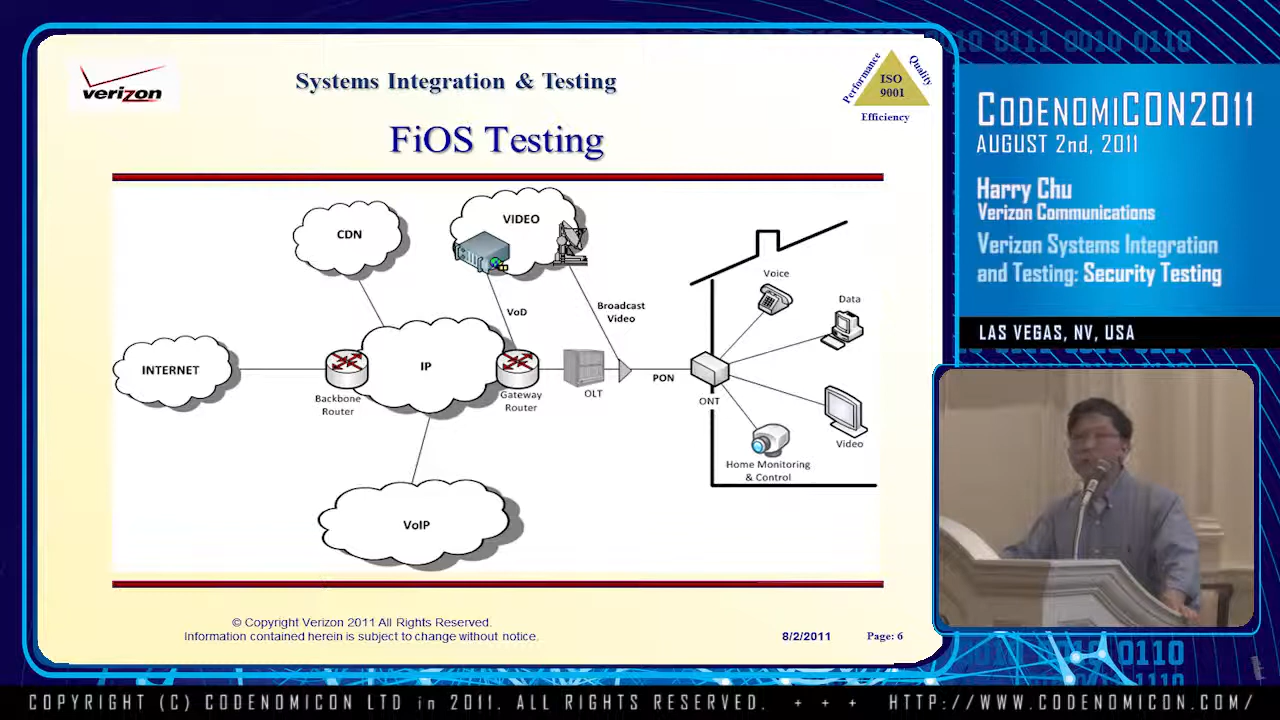 verizon
Systems Integration & Testing
Performance
Quality
ISO
9001
Efficiency
FiOS Testing
CDN
VIDEO
VoD
Broadcast
Video
INTERNET
Backbone
Router
IP
Gateway
Router
OLT
PON
ONT
Voice
Data
Video
Home Monitoring
& Control
VoIP
© Copyright Verizon 2011 All Rights Reserved.
Information contained herein is subject to change without notice.
8/2/2011
Page: 6
CODENOMICON2011
AUGUST 2nd, 2011
Harry Chu
Verizon Communications
Verizon Systems Integration
and Testing: Security Testing
LAS VEGAS, NV, USA
COPYRIGHT (C) CODENOMICON LTD in 2011. ALL RIGHTS RESERVED. + + + HTTP://WWW.CODENOMICON.COM/